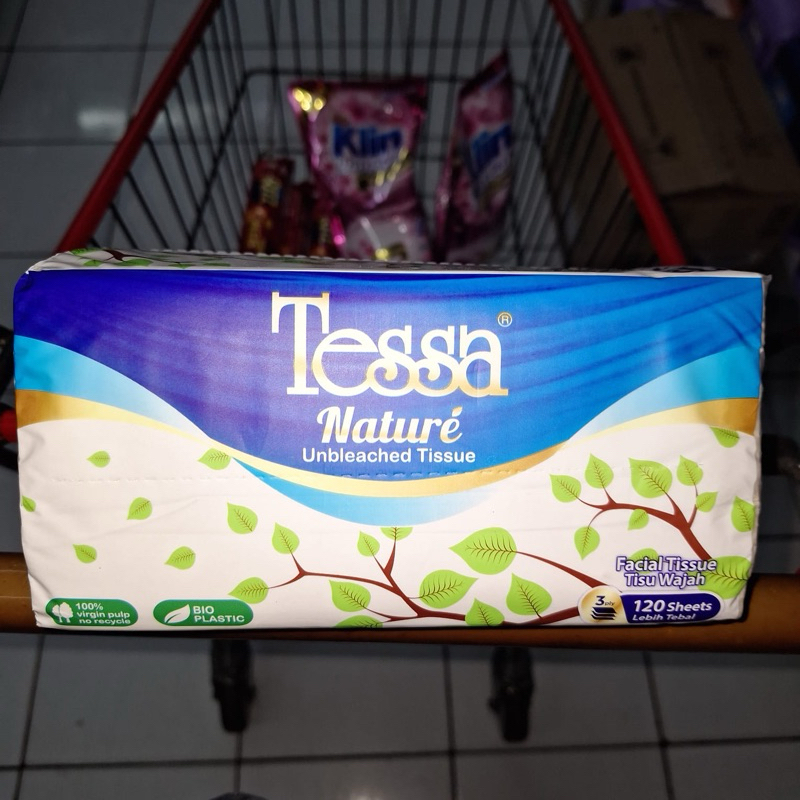 Klin
lin
Tessa®
Naturé
Unbleached Tissue
Facial Tissue
Tisu Wajah
100%
virgin pulp
no recycle
BIO
PLASTIC
3 ply
120 Sheets
Lebih Tebal